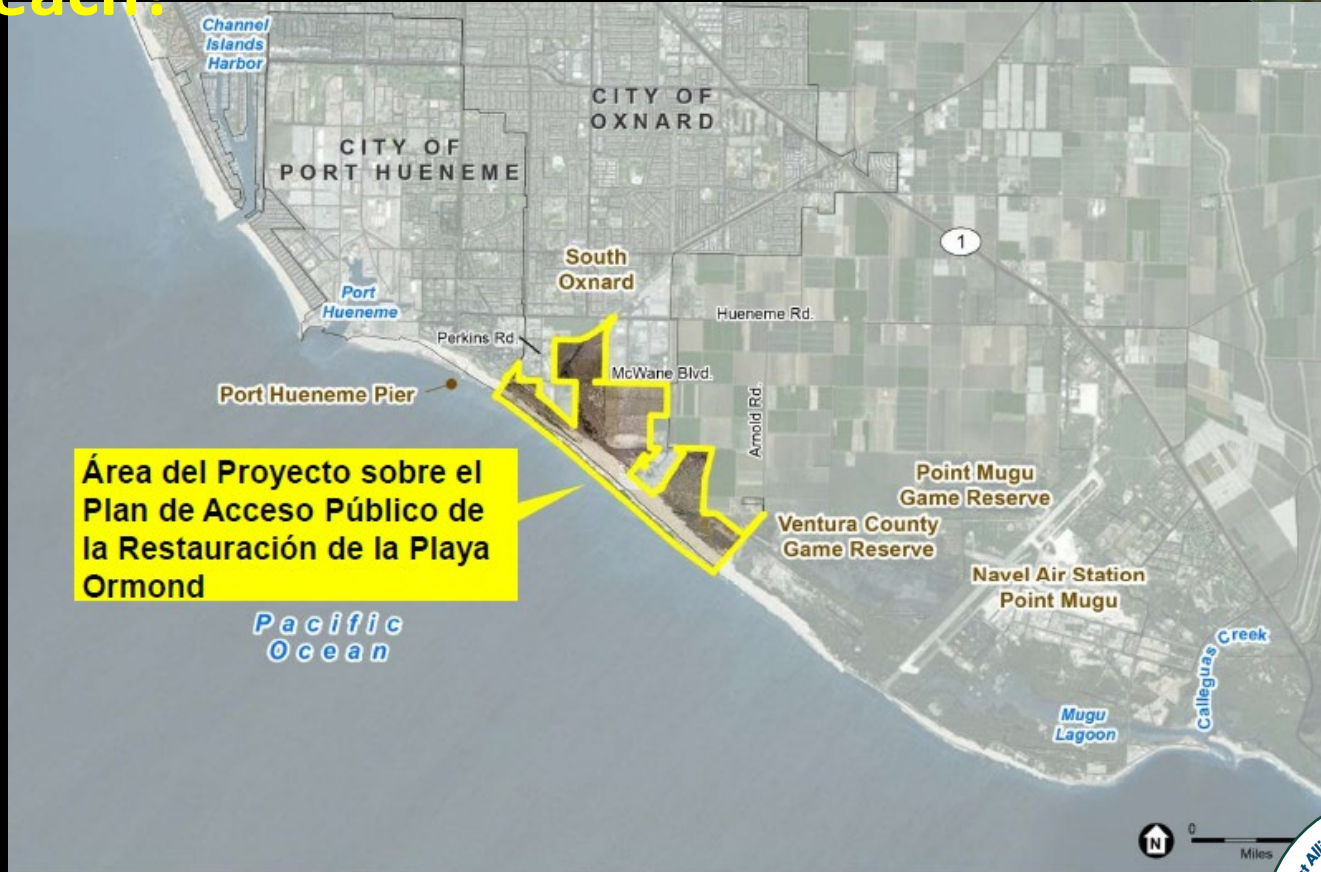 each?
Channel
Islands
Harbor
CITY OF
OXNARD
CITY OF
PORT HUENEME
1
South
Oxnard
Port
Hueneme
Hueneme Rd.
Perkins Rd.
McWane Blvd.
Port Hueneme Pier
Arnold Rd.
Área del Proyecto sobre el
Plan de Acceso Público de
la Restauración de la Playa
Ormond
Point Mugu
Game Reserve
Ventura County
Game Reserve
Navel Air Station
Point Mugu
Pacific
Ocean
Calleguas Creek
Mugu
Lagoon
N
0
Miles